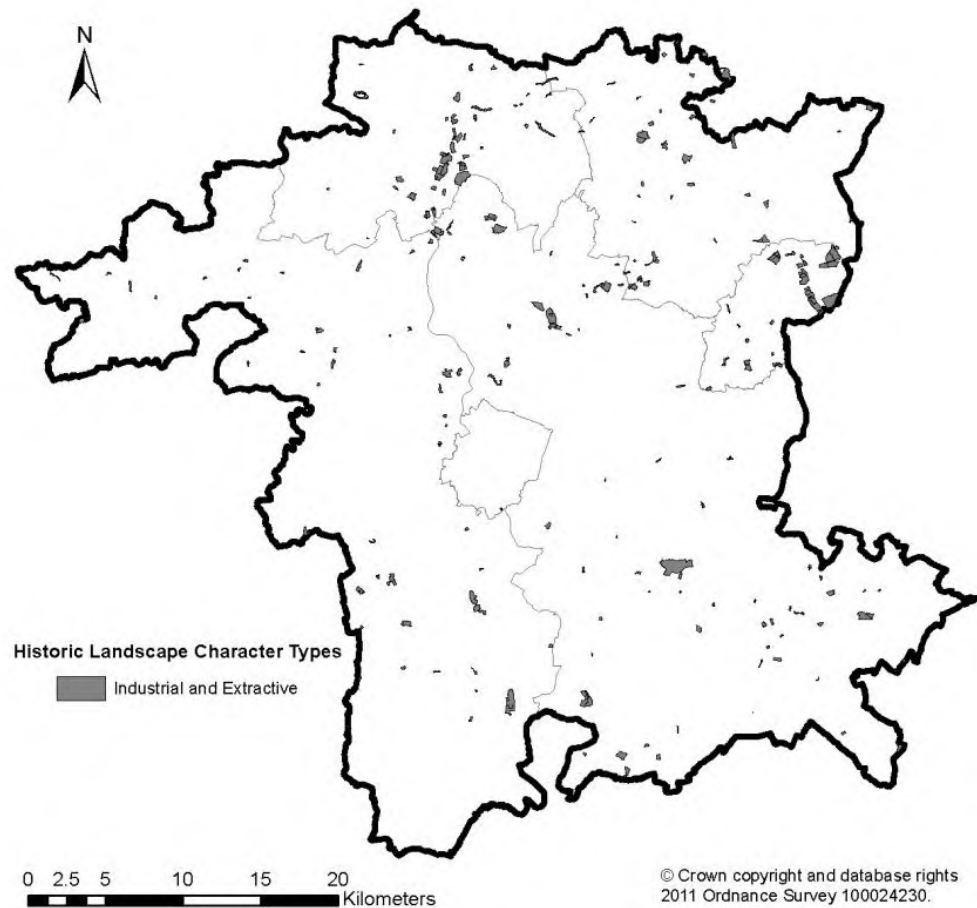 N
Historic Landscape Character Types
Industrial and Extractive
0 2.5 5 10 15 20
Kilometers
© Crown copyright and database rights
2011 Ordnance Survey 100024230.